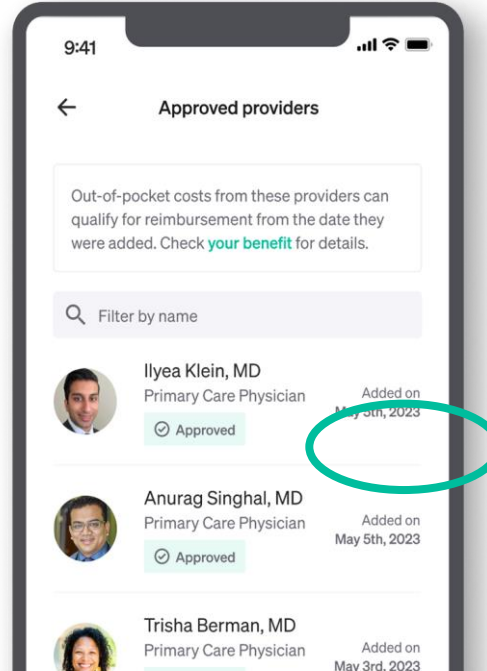 9:41
Approved providers
Out-of-pocket costs from these providers can
qualify for reimbursement from the date they
were added. Check your benefit for details.
Filter by name
Ilyea Klein, MD
Primary Care Physician
Added on
May 5th, 2023
Approved
Anurag Singhal, MD
Primary Care Physician
Added on
May 5th, 2023
Approved
Trisha Berman, MD
Primary Care Physician
Added on
May 3rd, 2023